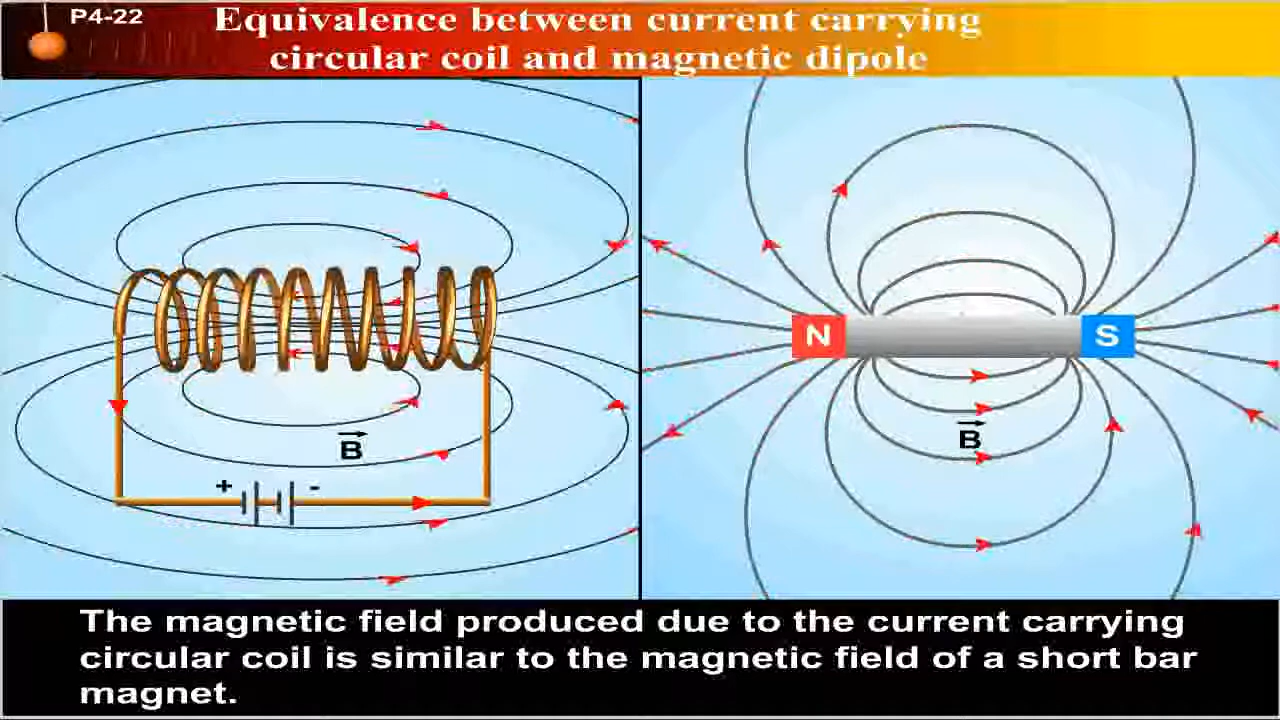 P4-22
Equivalence between current carrying
circular coil and magnetic dipole
B
+ -
N
S
B
The magnetic field produced due to the current carrying
circular coil is similar to the magnetic field of a short bar
magnet.